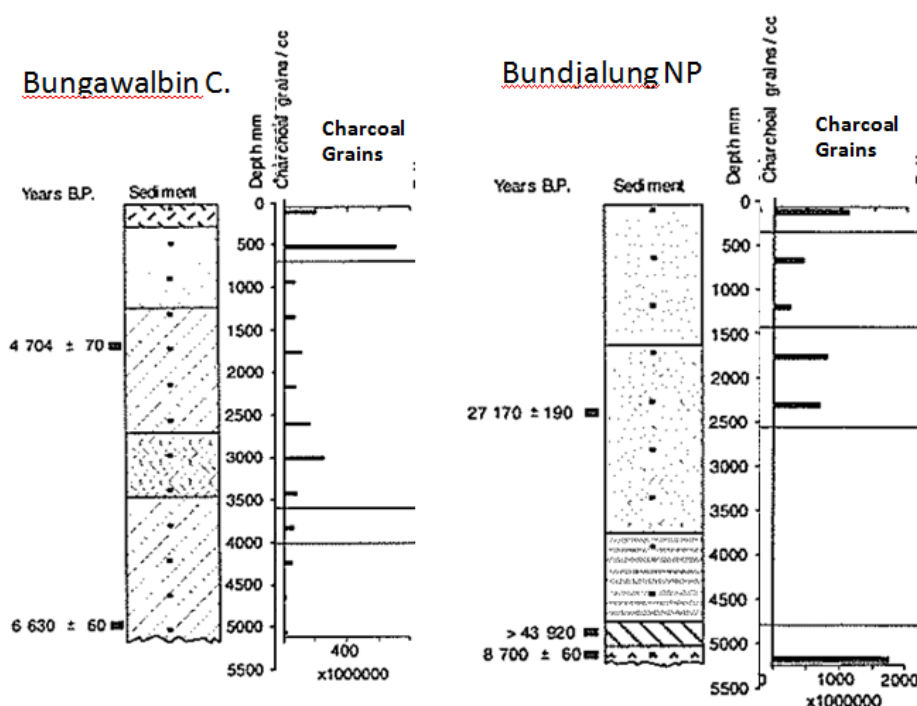 Bungawalbin C.
Years B.P.
Sediment
Depth mm
Charchoal grains / cc
Charcoal
Grains
0
500
1000
1500
2000
2500
3000
3500
4000
4500
5000
5500
4 704 ± 70
6 630 ± 60
400
x1000000
Bundjalung NP
Years B.P.
Sediment
Depth mm
Charchoal grains / cc
Charcoal
Grains
0
500
1000
1500
2000
2500
3000
3500
4000
4500
5000
5500
27 170 ± 190
> 43 920
8 700 ± 60
0
1000
2000
x1000000